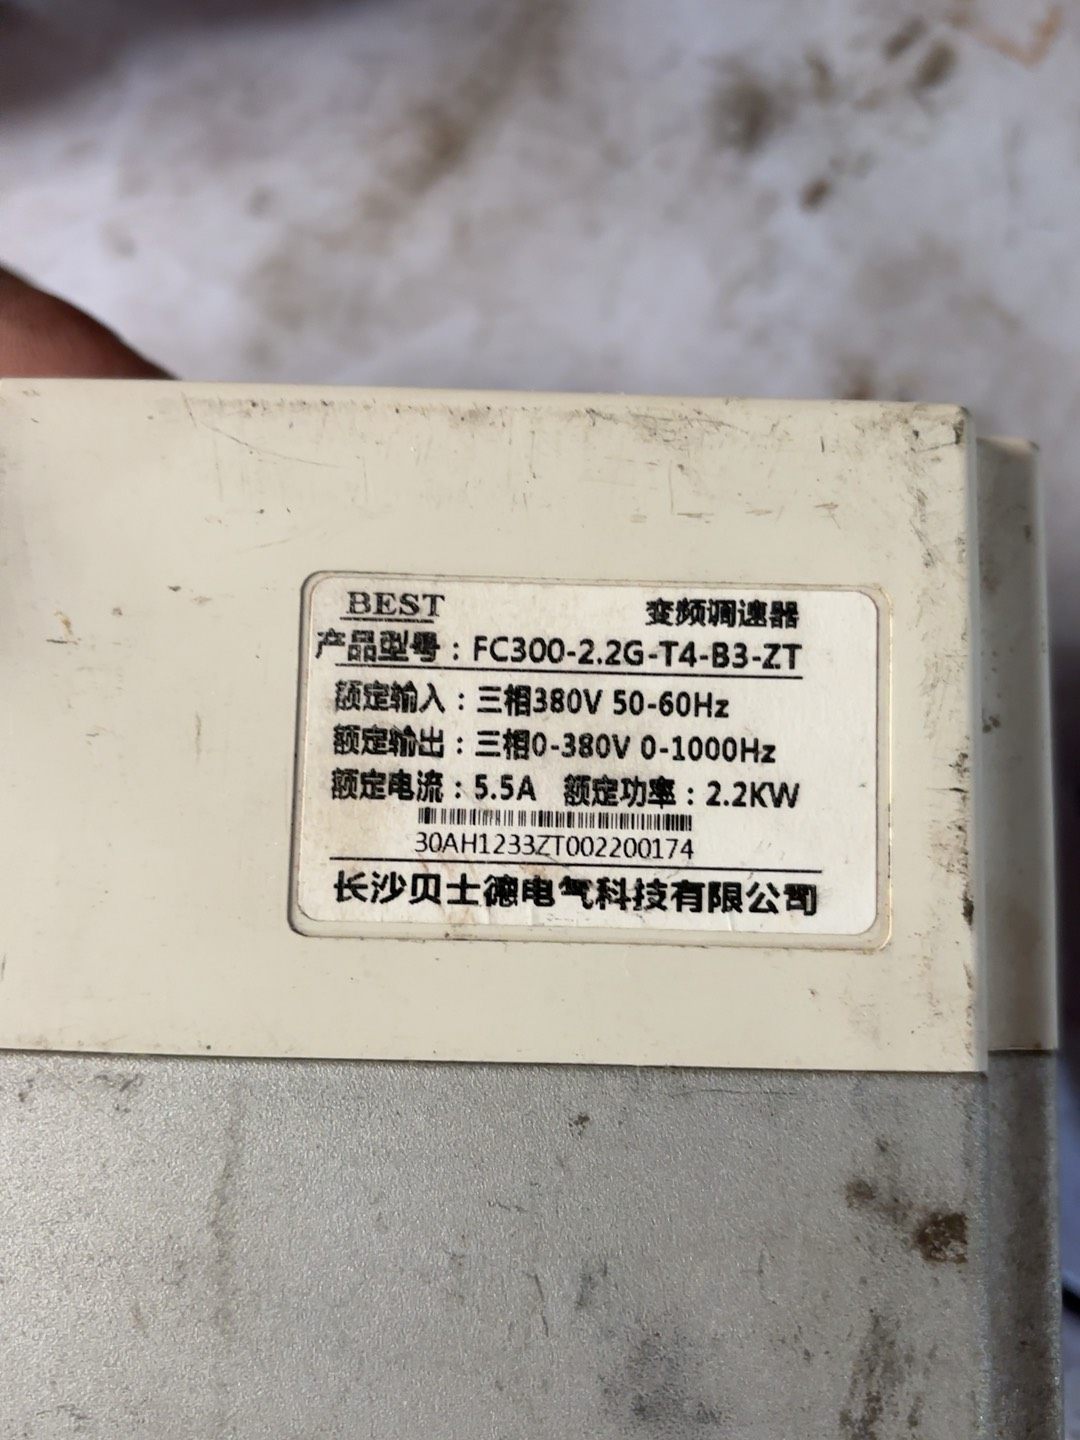 BEST 变频调速器
产品型号：FC300-2.2G-T4-B3-ZT
额定输入：三相380V 50-60Hz
额定输出：三相0-380V 0-1000Hz
额定电流：5.5A 额定功率：2.2KW
30AH1233ZT002200174
长沙贝士德电气科技有限公司